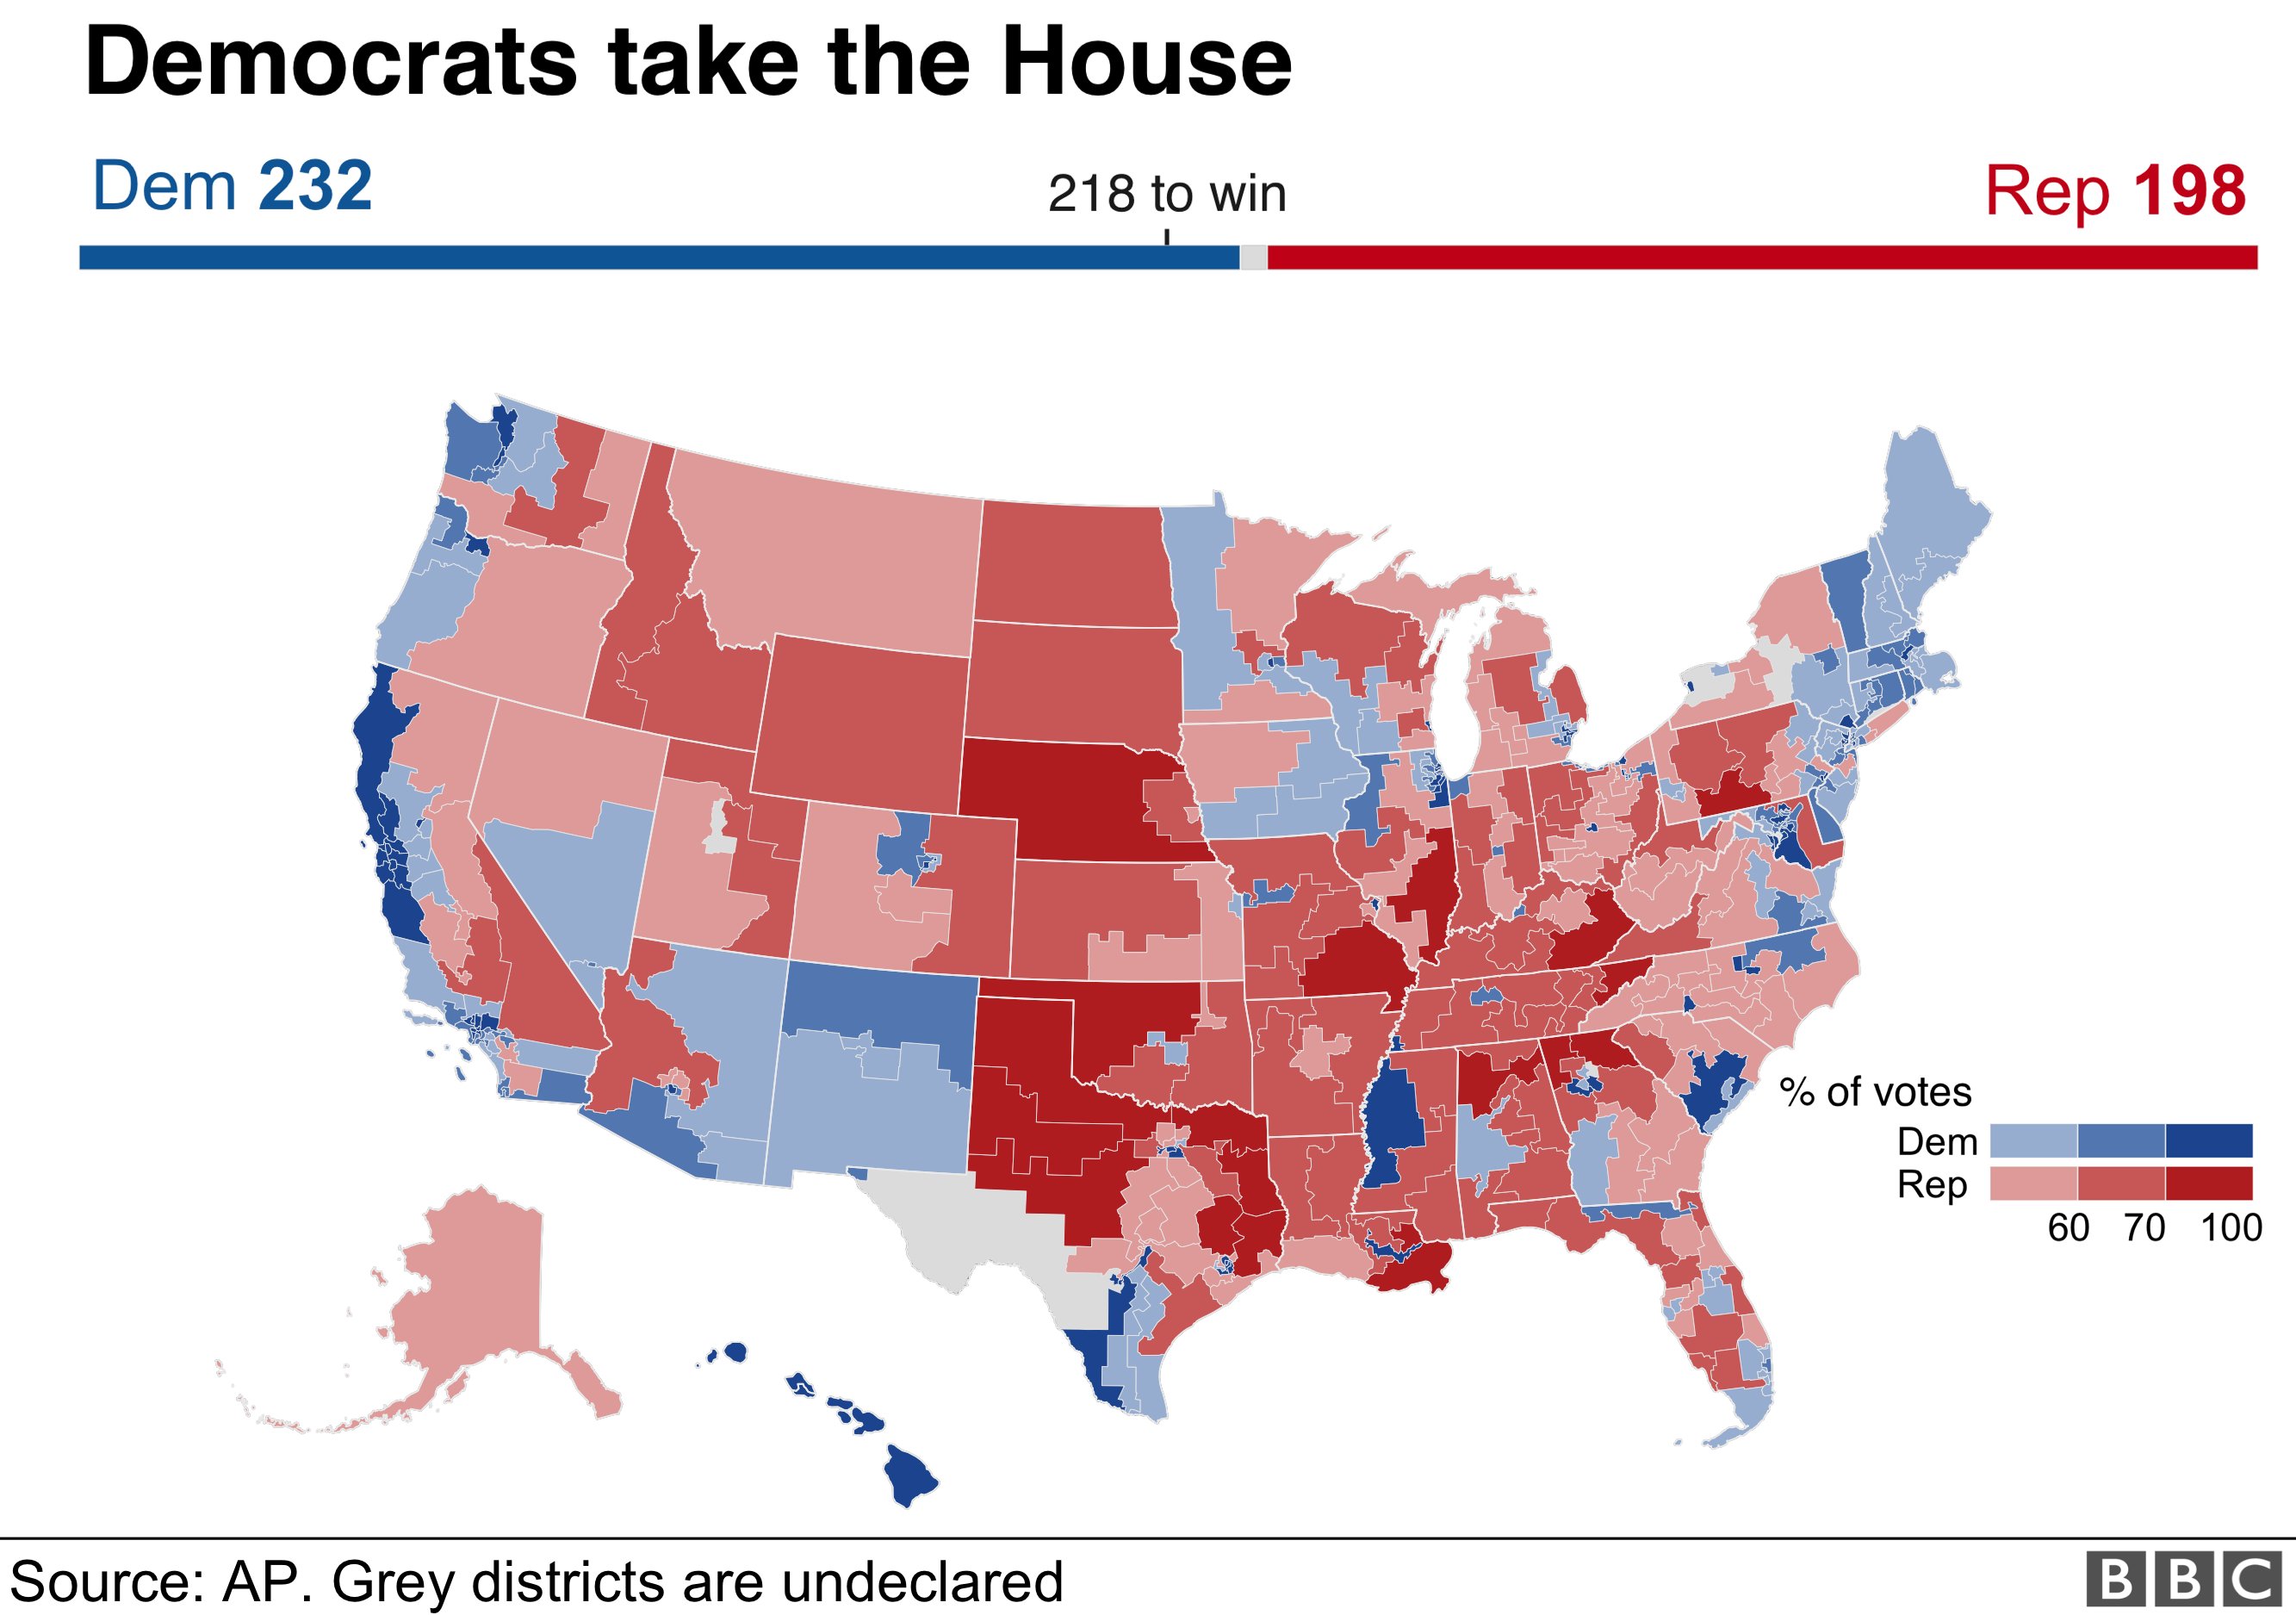 Democrats take the House
Dem 232
218 to win
Rep 198
% of votes
Dem
Rep
60 70 100
Source: AP. Grey districts are undeclared
BBC